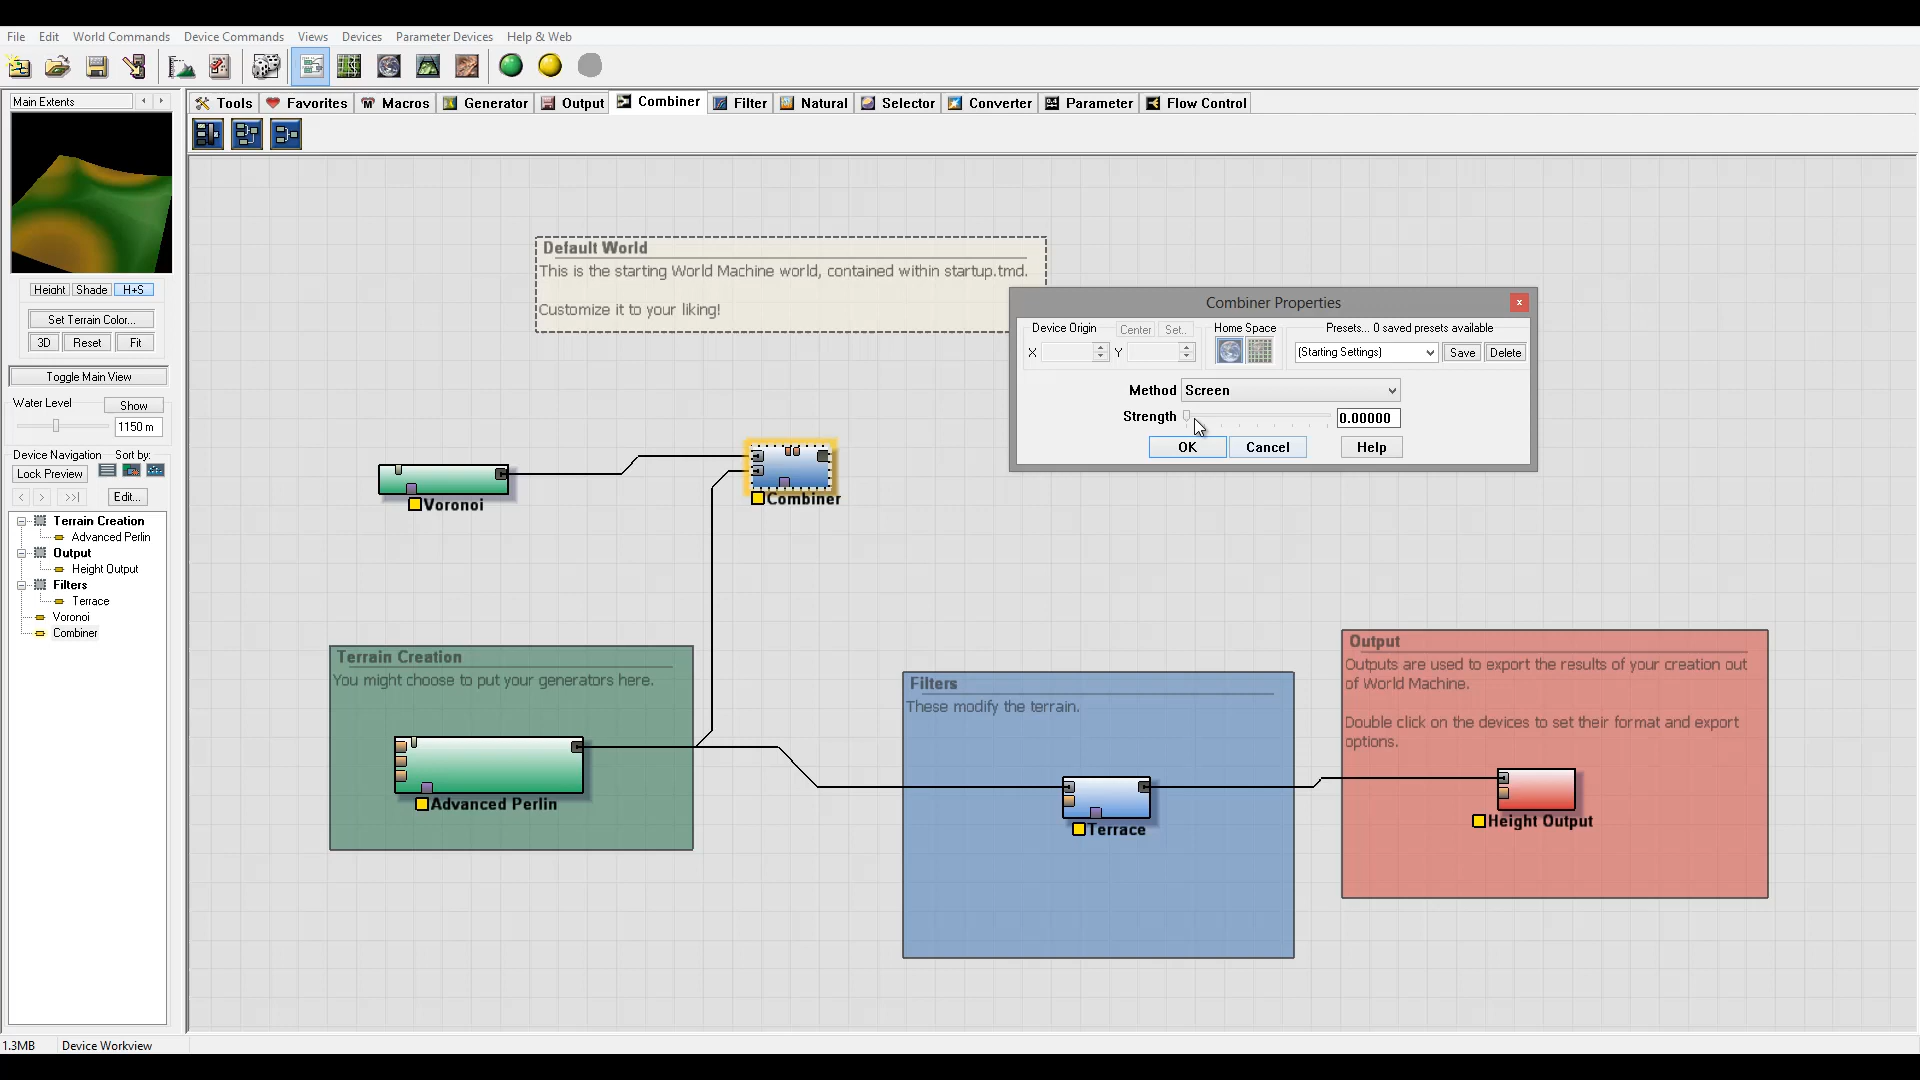 File Edit World Commands Device Commands Views Devices Parameter Devices Help & Web
Main Extents
Tools Favorites Macros Generator Output Combiner Filter Natural Selector Converter Parameter Flow Control
Height Shade H+S
Set Terrain Color...
3D Reset Fit
Toggle Main View
Water Level Show
1150 m
Device Navigation Sort by:
Lock Preview
< > >>| Edit...
Terrain Creation
Advanced Perlin
Output
Height Output
Filters
Terrace
Voronoi
Combiner
Default World
This is the starting World Machine world, contained within startup.tmd.
Customize it to your liking!
Combiner Properties x
Device Origin Center Set.. Home Space Presets... 0 saved presets available
X Y (Starting Settings) Save Delete
Method Screen
Strength 0.00000
OK Cancel Help
Voronoi
Combiner
Terrain Creation
You might choose to put your generators here.
Advanced Perlin
Filters
These modify the terrain.
Terrace
Output
Outputs are used to export the results of your creation out
of World Machine.
Double click on the devices to set their format and export
options.
Height Output
1.3MB Device Workview